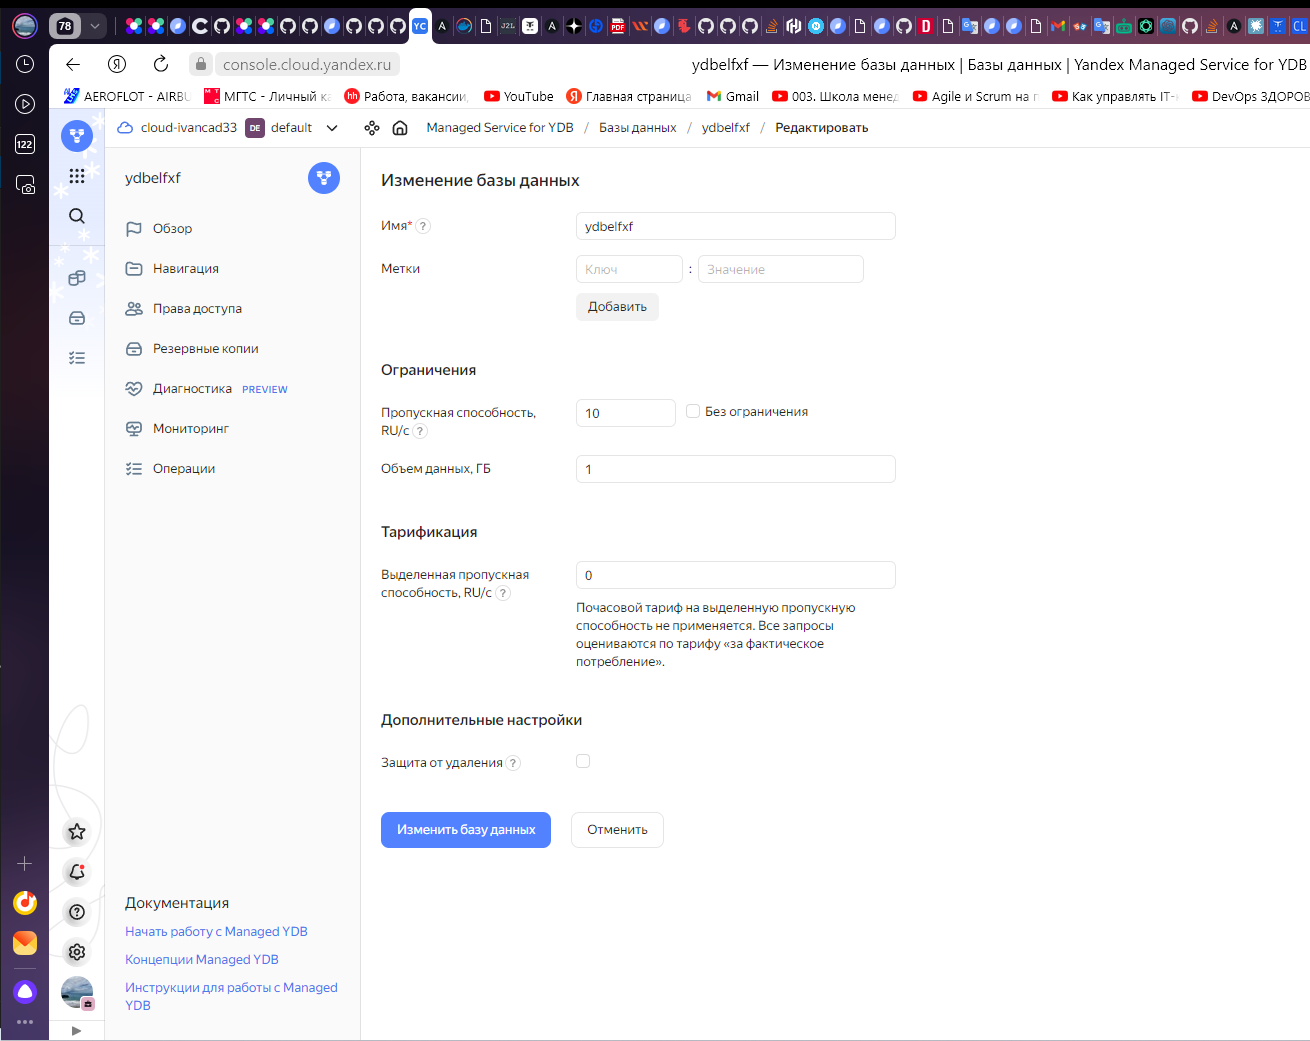 78
YC
PDF
console.cloud.yandex.ru
ydbelfxf — Изменение базы данных | Базы данных | Yandex Managed Service for YDB
AEROFLOT - AIRBU
МГТС - Личный ка
Работа, вакансии,
YouTube
Главная страница
Gmail
003. Школа менед
Agile и Scrum на п
Как управлять IT-
DevOps ЗДОРОВ
122
cloud-ivancad33
DE
default
Managed Service for YDB / Базы данных / ydbelfxf / Редактировать
ydbelfxf
Обзор
Навигация
Права доступа
Резервные копии
Диагностика PREVIEW
Мониторинг
Операции
Документация
Начать работу с Managed YDB
Концепции Managed YDB
Инструкции для работы с Managed
YDB
Изменение базы данных
Имя* ?
ydbelfxf
Метки
Ключ : Значение
Добавить
Ограничения
Пропускная способность,
RU/с ?
10
Без ограничения
Объем данных, ГБ
1
Тарификация
Выделенная пропускная
способность, RU/с ?
0
Почасовой тариф на выделенную пропускную
способность не применяется. Все запросы
оцениваются по тарифу «за фактическое
потребление».
Дополнительные настройки
Защита от удаления ?
Изменить базу данных
Отменить